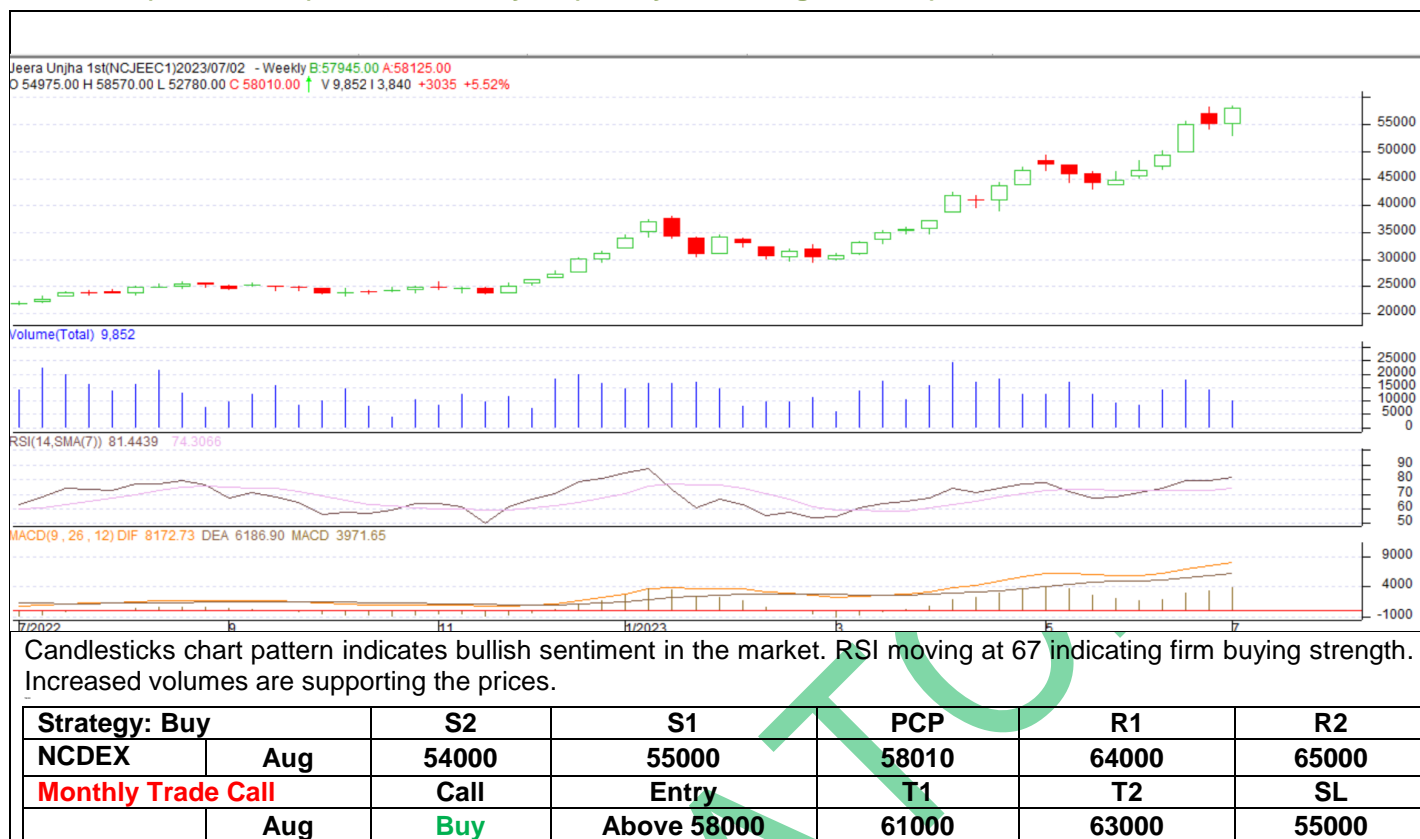 Jeera Unjha 1st(NCJEEC1)2023/07/02 - Weekly B:57945.00 A:58125.00
O 54975.00 H 58570.00 L 52780.00 C 58010.00 ↑ V 9,852 I 3,840 +3035 +5.52%
55000
50000
45000
40000
35000
30000
25000
20000
Volume(Total) 9,852
25000
20000
15000
10000
5000
0
RSI(14,SMA(7)) 81.4439 74.3066
90
80
70
60
50
MACD(9 , 26 , 12) DIF 8172.73 DEA 6186.90 MACD 3971.65
9000
4000
-1000
7/2022 9 11 1/2023 3 5 7
Candlesticks chart pattern indicates bullish sentiment in the market. RSI moving at 67 indicating firm buying strength.
Increased volumes are supporting the prices.
Strategy: Buy S2 S1 PCP R1 R2
NCDEX Aug 54000 55000 58010 64000 65000
Monthly Trade Call Call Entry T1 T2 SL
Aug Buy Above 58000 61000 63000 55000